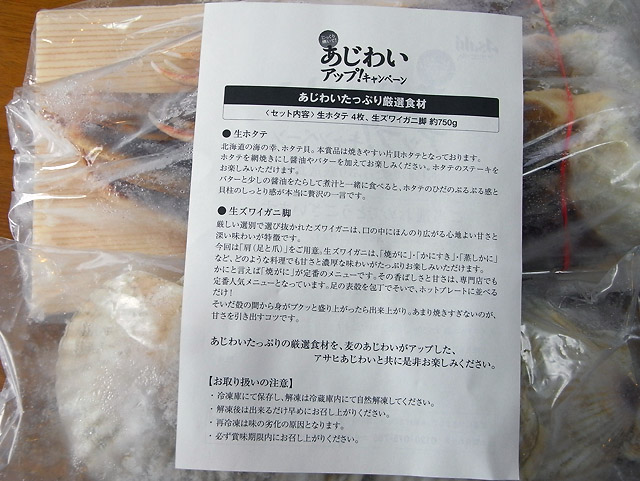 あじわい
アップ!キャンペーン
あじわいたっぷり厳選食材
〈セット内容〉生ホタテ 4枚、生ズワイガニ脚 約750g
● 生ホタテ
北海道の海の幸、ホタテ貝。本賞品は焼きやすい片貝ホタテとなっております。
ホタテを網焼きにし醤油やバターを加えてお楽しみください。ホタテのステーキを
お楽しみいただけます。
バターと少しの醤油をたらして煮汁と一緒に食べると、ホタテのひだのぷるぷる感と
貝柱のしっとり感が本当に贅沢の一言です。
● 生ズワイガニ脚
厳しい選別で選び抜かれたズワイガニは、口の中にほんのり広がる心地よい甘さと
深い味わいが特徴です。
今回は「肩(足と爪)」をご用意。生ズワイガニは、「焼がに」・「かにすき」・「蒸しかに」
など、どのような料理でも甘さと濃厚な味わいがたっぷりお楽しみいただけます。
かにと言えば「焼がに」が定番のメニューです。その香ばしさと甘さは、専門店でも
定番人気メニューとなっています。足の表殻を包丁でそいで、ホットプレートに並べる
だけ!
そいだ殻の間から身がプクッと盛り上がったら出来上がり。あまり焼きすぎないのが、
甘さを引き出すコツです。
あじわいたっぷりの厳選食材を、麦のあじわいがアップした、
アサヒあじわいと共に是非お楽しみください。
【お取り扱いの注意】
・冷凍庫にて保存し、解凍は冷蔵庫内にて自然解凍してください。
・解凍後は出来るだけ早めにお召し上がりください。
・再冷凍は味の劣化の原因となります。
・必ず賞味期限内にお召し上がりください。